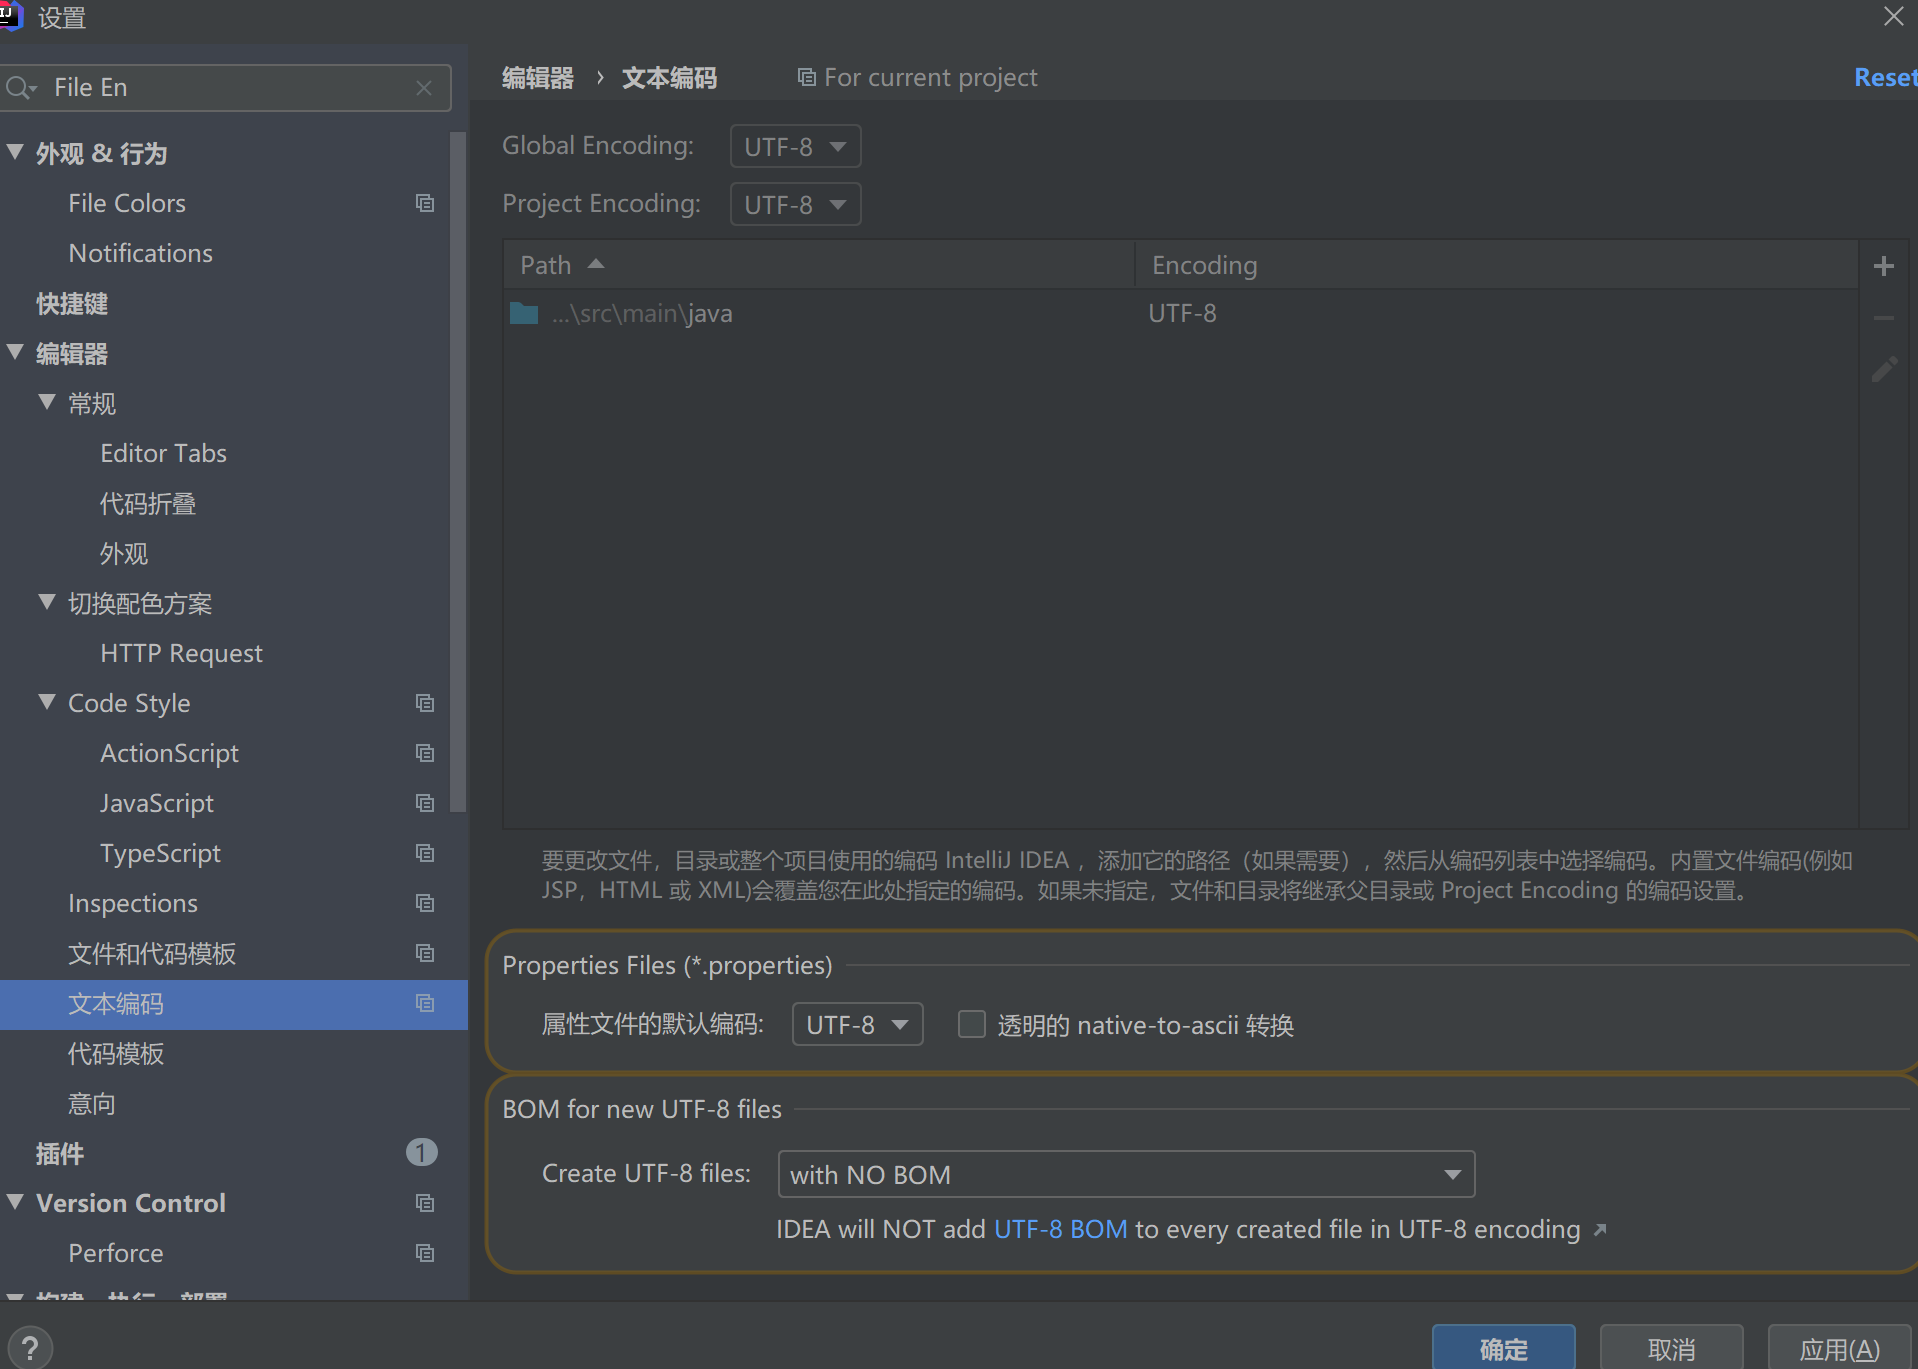 设置
File En
外观 & 行为
File Colors
Notifications
快捷键
编辑器
常规
Editor Tabs
代码折叠
外观
切换配色方案
HTTP Request
Code Style
ActionScript
JavaScript
TypeScript
Inspections
文件和代码模板
文本编码
代码模板
意向
插件
1
Version Control
Perforce
构建、执行、部署
编辑器 › 文本编码
For current project
Reset
Global Encoding: UTF-8
Project Encoding: UTF-8
Path Encoding
...\src\main\java UTF-8
要更改文件，目录或整个项目使用的编码 IntelliJ IDEA ，添加它的路径（如果需要），然后从编码列表中选择编码。内置文件编码(例如
JSP，HTML 或 XML)会覆盖您在此处指定的编码。如果未指定，文件和目录将继承父目录或 Project Encoding 的编码设置。
Properties Files (*.properties)
属性文件的默认编码: UTF-8 透明的 native-to-ascii 转换
BOM for new UTF-8 files
Create UTF-8 files: with NO BOM
IDEA will NOT add UTF-8 BOM to every created file in UTF-8 encoding ↗
?
确定 取消 应用(A)